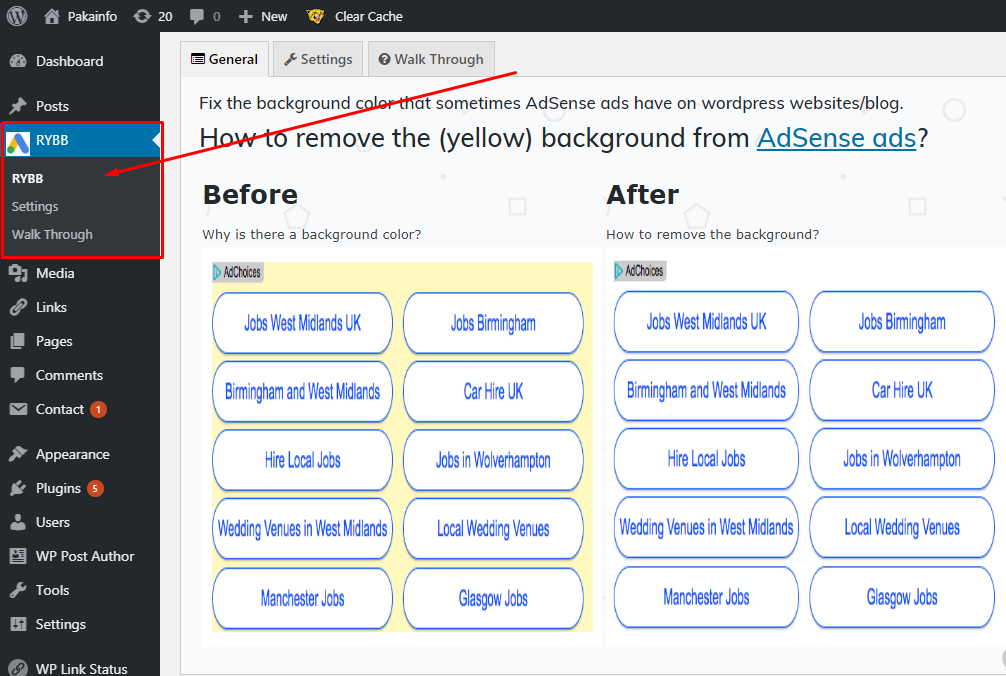 Pakainfo 20 0 New Clear Cache
Dashboard
Posts
RYBB
RYBB
Settings
Walk Through
Media
Links
Pages
Comments
Contact 1
Appearance
Plugins 5
Users
WP Post Author
Tools
Settings
WP Link Status
General Settings Walk Through
Fix the background color that sometimes AdSense ads have on wordpress websites/blog.
How to remove the (yellow) background from AdSense ads?
Before
Why is there a background color?
AdChoices
Jobs West Midlands UK Jobs Birmingham
Birmingham and West Midlands Car Hire UK
Hire Local Jobs Jobs in Wolverhampton
Wedding Venues in West Midlands Local Wedding Venues
Manchester Jobs Glasgow Jobs
After
How to remove the background?
AdChoices
Jobs West Midlands UK Jobs Birmingham
Birmingham and West Midlands Car Hire UK
Hire Local Jobs Jobs in Wolverhampton
Wedding Venues in West Midlands Local Wedding Venues
Manchester Jobs Glasgow Jobs